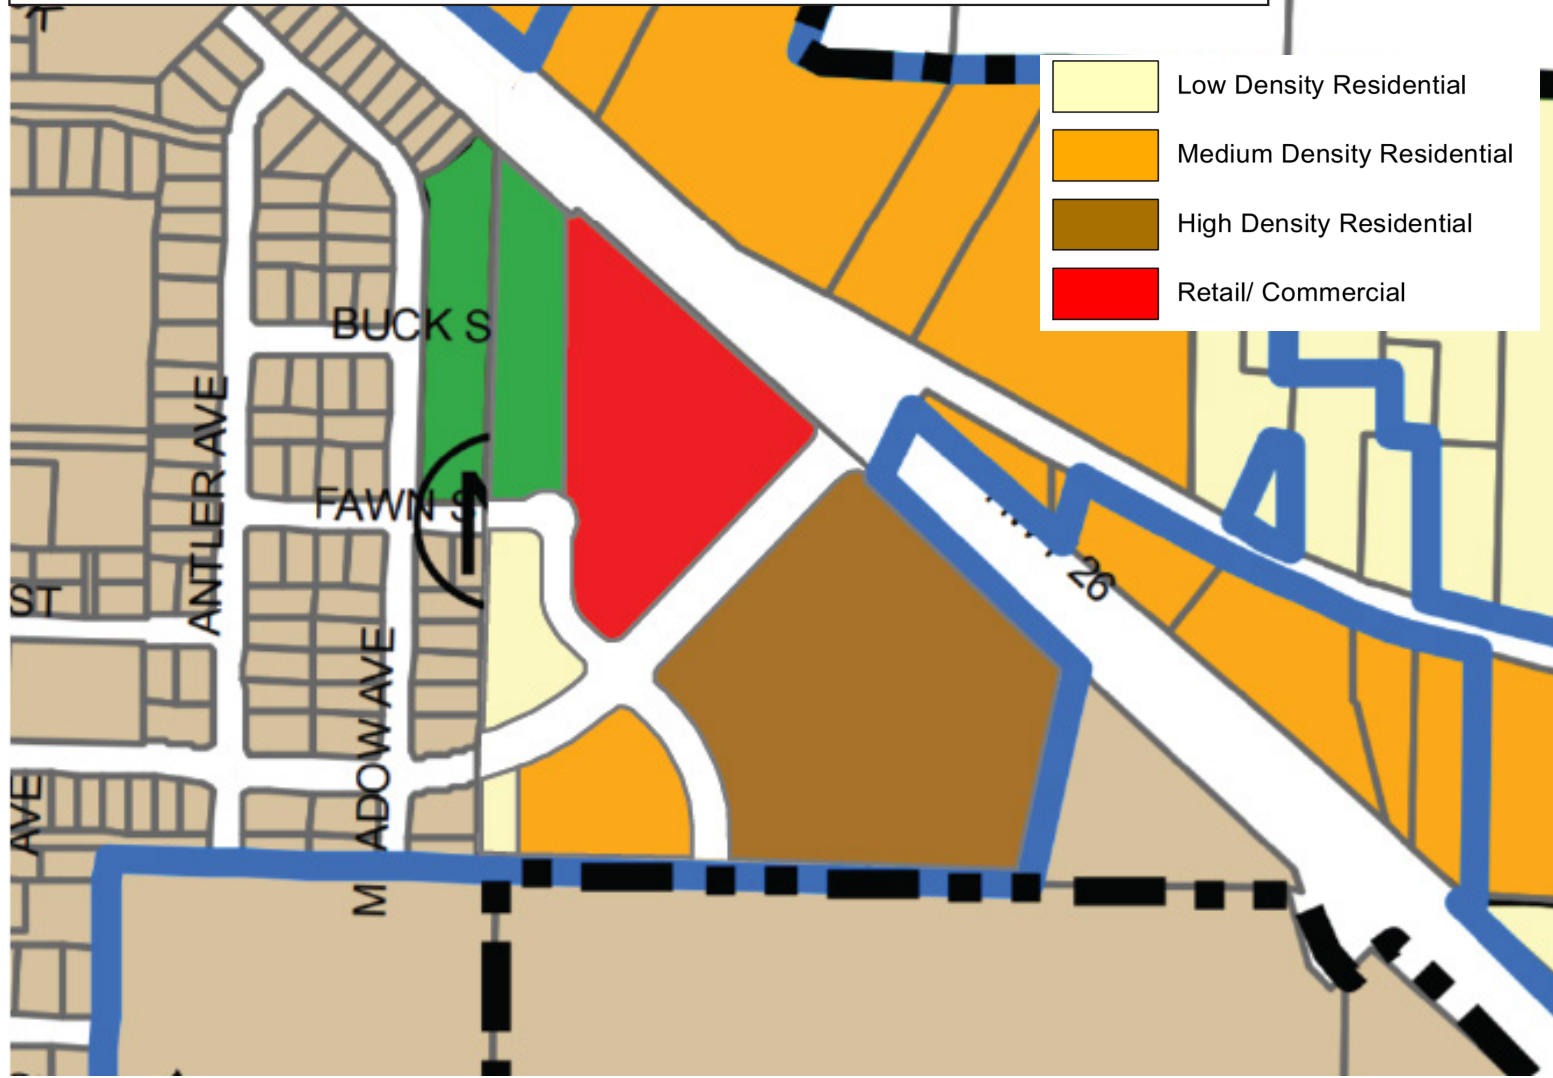 Low Density Residential
Medium Density Residential
High Density Residential
Retail/ Commercial
BUCK S
ANTLER AVE
FAWN S
ST
26
ADOW AVE
AVE
M